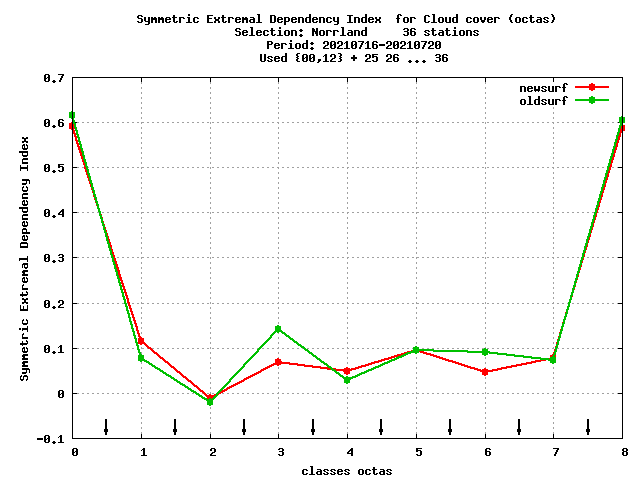 Symmetric Extremal Dependency Index  for Cloud cover (octas)
Selection: Norrland     36 stations
Period: 20210716-20210720
Used {00,12} + 25 26 ... 36
newsurf
oldsurf
Symmetric Extremal Dependency Index
0.7
0.6
0.5
0.4
0.3
0.2
0.1
0
-0.1
0 1 2 3 4 5 6 7 8
classes octas